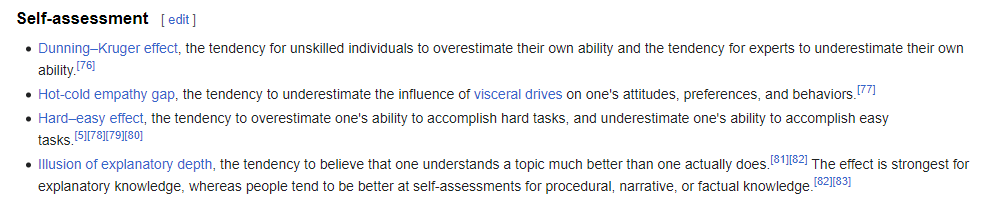 Self-assessment [ edit ]
• Dunning–Kruger effect, the tendency for unskilled individuals to overestimate their own ability and the tendency for experts to underestimate their own
ability.[76]
• Hot-cold empathy gap, the tendency to underestimate the influence of visceral drives on one's attitudes, preferences, and behaviors.[77]
• Hard–easy effect, the tendency to overestimate one's ability to accomplish hard tasks, and underestimate one's ability to accomplish easy
tasks.[5][78][79][80]
• Illusion of explanatory depth, the tendency to believe that one understands a topic much better than one actually does.[81][82] The effect is strongest for
explanatory knowledge, whereas people tend to be better at self-assessments for procedural, narrative, or factual knowledge.[82][83]